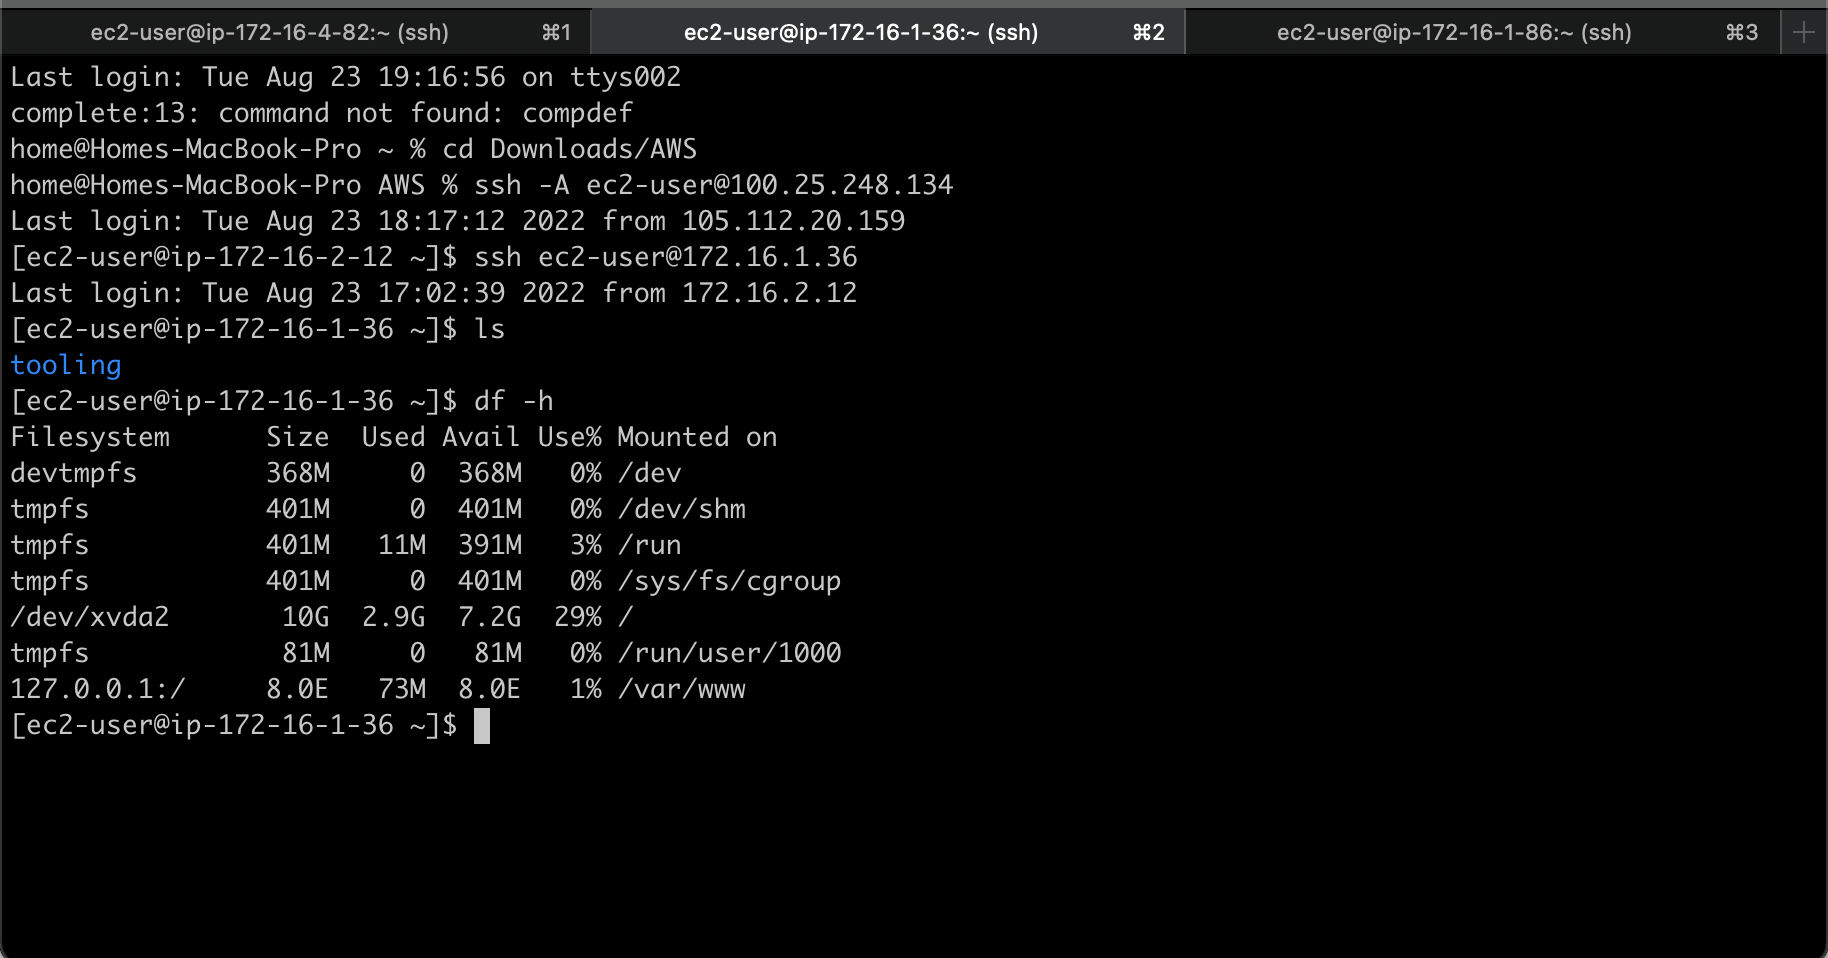 ec2-user@ip-172-16-4-82:~ (ssh) ⌘1 ec2-user@ip-172-16-1-36:~ (ssh) ⌘2 ec2-user@ip-172-16-1-86:~ (ssh) ⌘3 +
Last login: Tue Aug 23 19:16:56 on ttys002
complete:13: command not found: compdef
home@Homes-MacBook-Pro ~ % cd Downloads/AWS
home@Homes-MacBook-Pro AWS % ssh -A ec2-user@100.25.248.134
Last login: Tue Aug 23 18:17:12 2022 from 105.112.20.159
[ec2-user@ip-172-16-2-12 ~]$ ssh ec2-user@172.16.1.36
Last login: Tue Aug 23 17:02:39 2022 from 172.16.2.12
[ec2-user@ip-172-16-1-36 ~]$ ls
tooling
[ec2-user@ip-172-16-1-36 ~]$ df -h
Filesystem      Size  Used Avail Use% Mounted on
devtmpfs        368M     0  368M   0% /dev
tmpfs           401M     0  401M   0% /dev/shm
tmpfs           401M   11M  391M   3% /run
tmpfs           401M     0  401M   0% /sys/fs/cgroup
/dev/xvda2       10G  2.9G  7.2G  29% /
tmpfs            81M     0   81M   0% /run/user/1000
127.0.0.1:/     8.0E   73M  8.0E   1% /var/www
[ec2-user@ip-172-16-1-36 ~]$